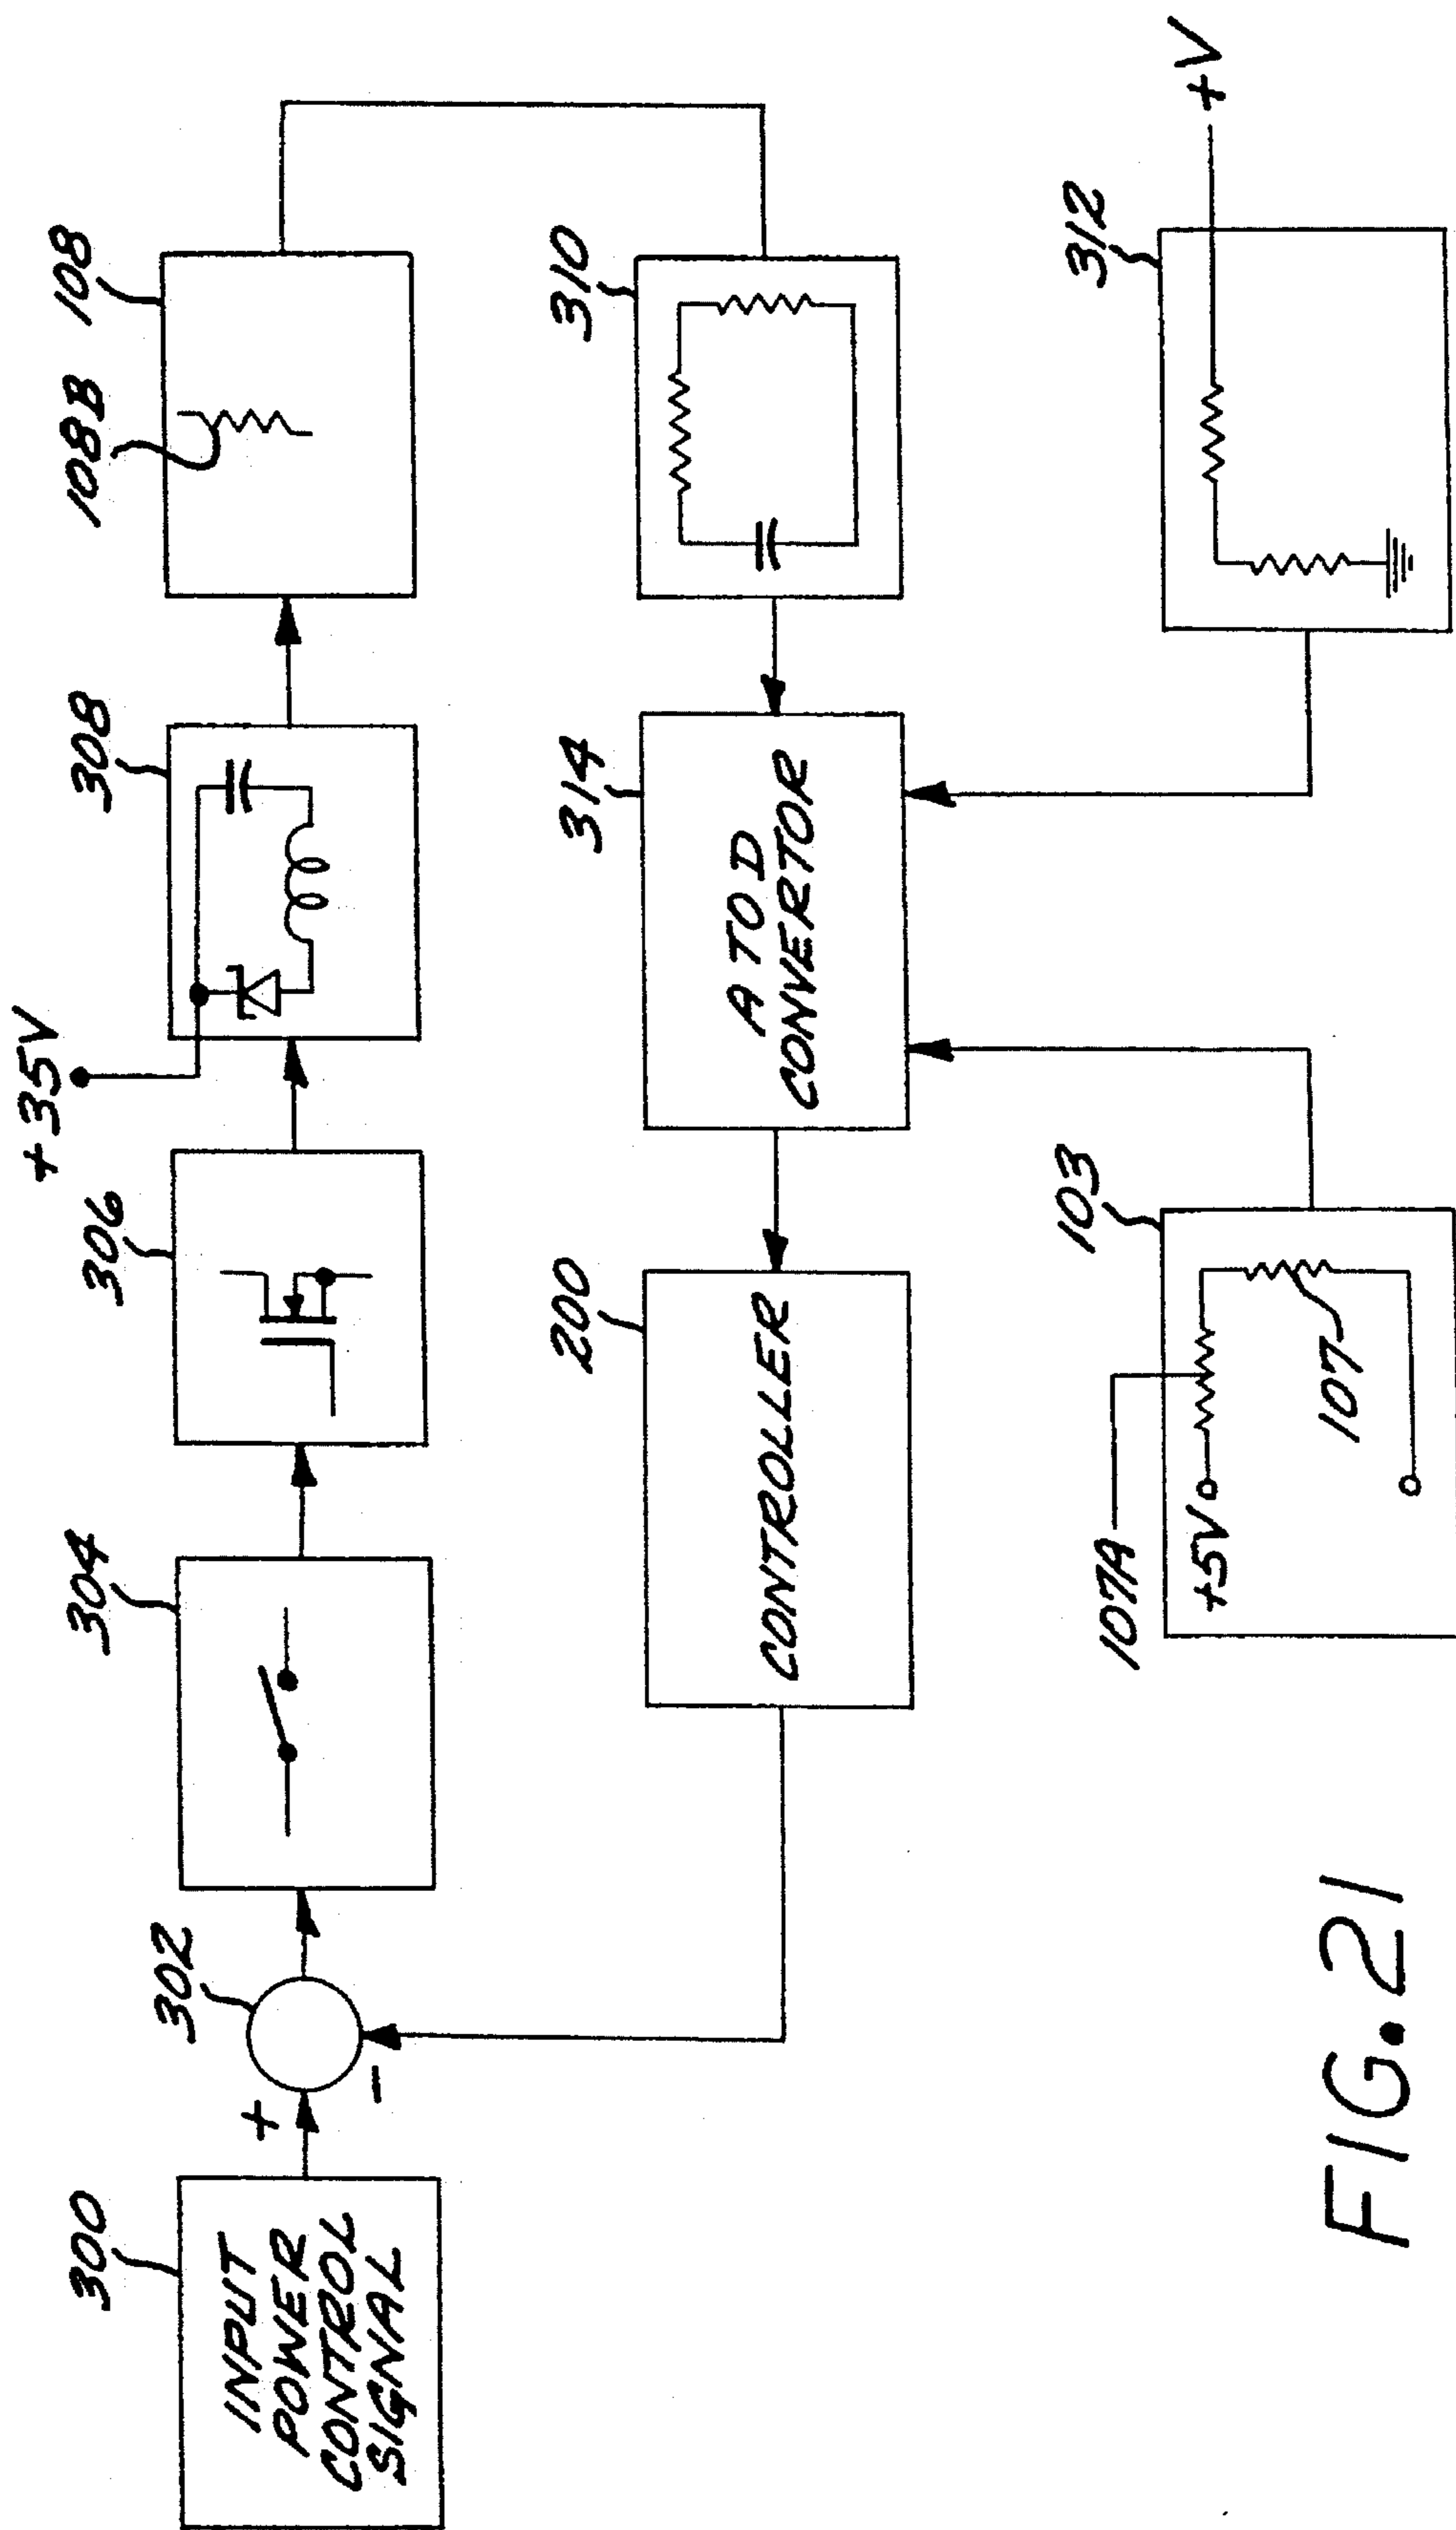 300
INPUT
POWER
CONTROL
SIGNAL
+
-
302
304
306
+35V
308
108B
108
200
CONTROLLER
314
A TO D
CONVERTOR
310
107A
+5V
107
103
312
+V
FIG. 21